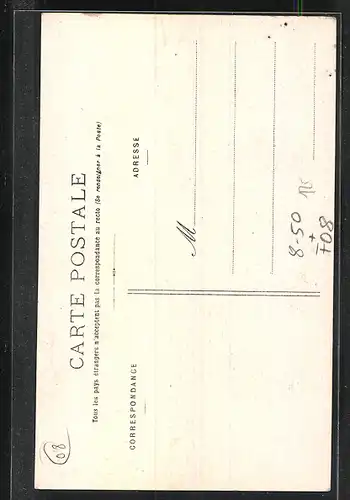 CARTE POSTALE
Tous les pays étrangers n'acceptent pas la correspondance au recto (Se renseigner à la Poste)
CORRESPONDANCE
ADRESSE
M
8-50
+
708
08